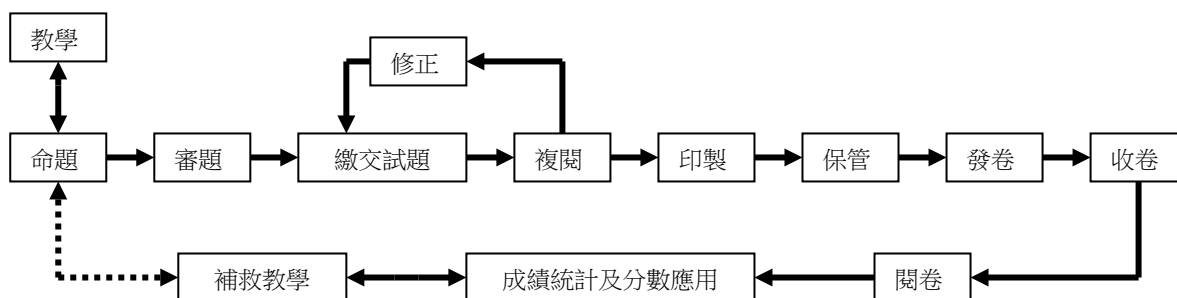 教學
修正
命題
審題
繳交試題
複閱
印製
保管
發卷
收卷
補救教學
成績統計及分數應用
閱卷